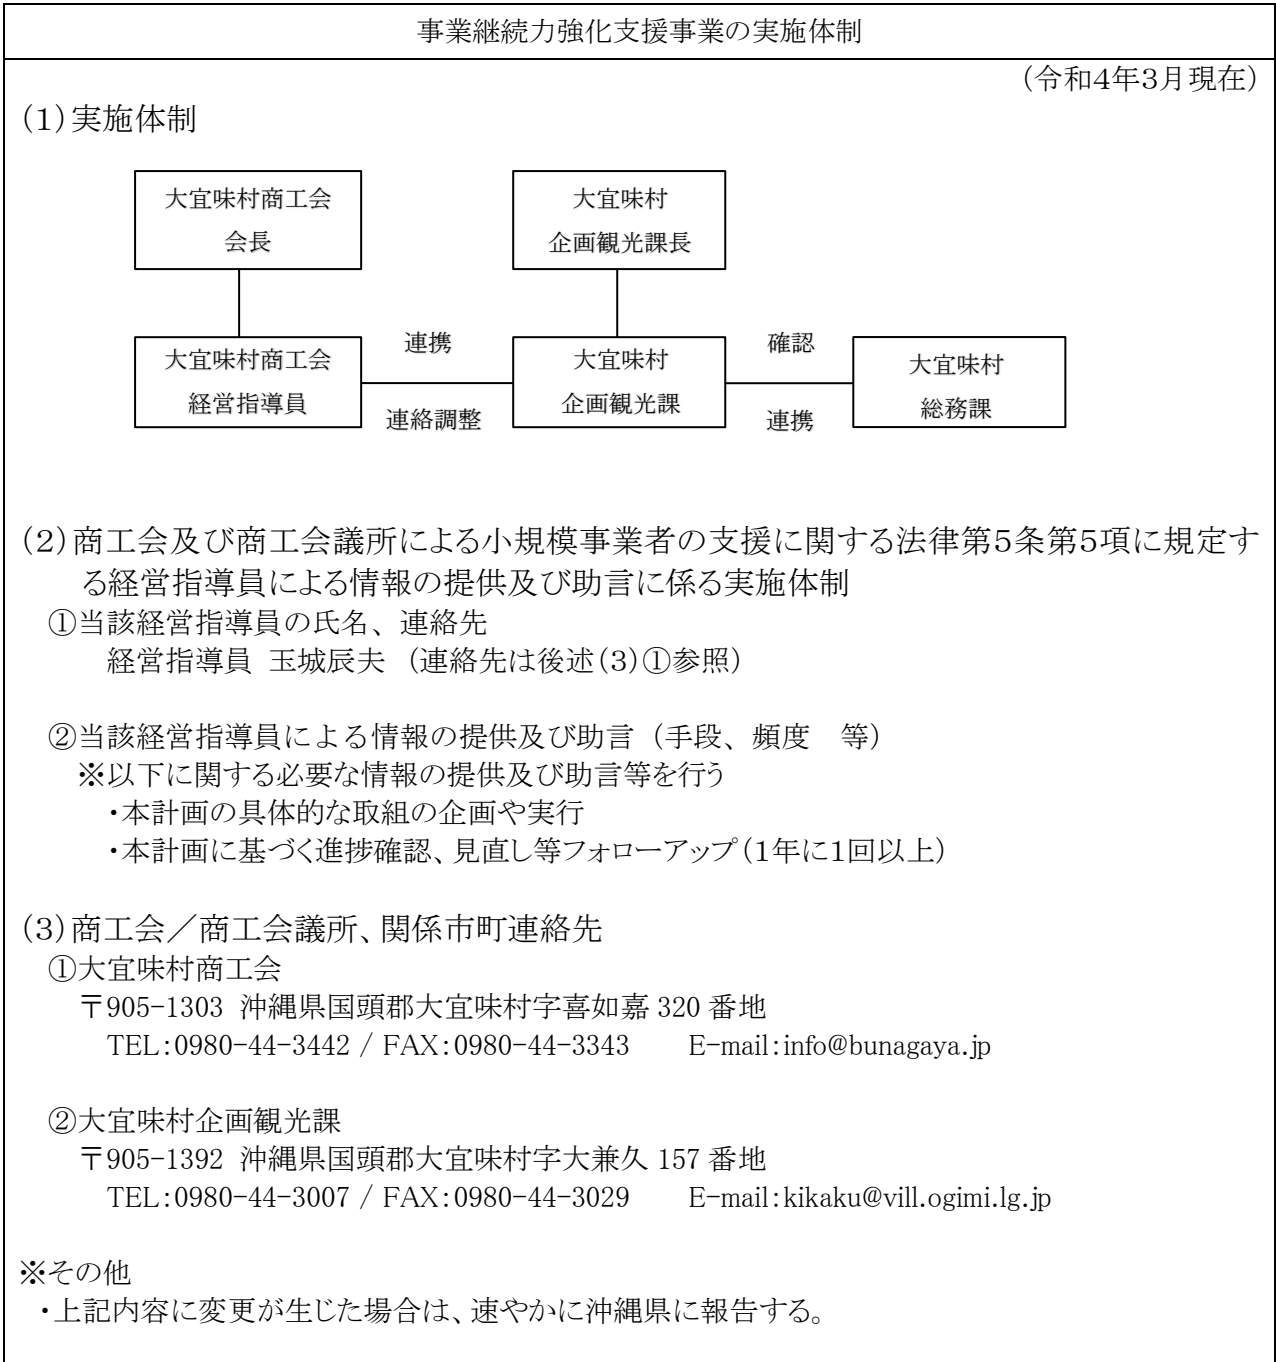 事業継続力強化支援事業の実施体制
（令和4年3月現在）
（1）実施体制
大宜味村商工会
会長
大宜味村
企画観光課長
大宜味村商工会
経営指導員
連携
連絡調整
大宜味村
企画観光課
確認
連携
大宜味村
総務課
（2）商工会及び商工会議所による小規模事業者の支援に関する法律第5条第5項に規定す
る経営指導員による情報の提供及び助言に係る実施体制
①当該経営指導員の氏名、連絡先
経営指導員 玉城辰夫 （連絡先は後述（3）①参照）
②当該経営指導員による情報の提供及び助言（手段、頻度　等）
※以下に関する必要な情報の提供及び助言等を行う
・本計画の具体的な取組の企画や実行
・本計画に基づく進捗確認、見直し等フォローアップ（1年に1回以上）
（3）商工会／商工会議所、関係市町連絡先
①大宜味村商工会
〒905-1303 沖縄県国頭郡大宜味村字喜如嘉 320 番地
TEL：0980-44-3442 / FAX：0980-44-3343　E-mail：info@bunagaya.jp
②大宜味村企画観光課
〒905-1392 沖縄県国頭郡大宜味村字大兼久 157 番地
TEL：0980-44-3007 / FAX：0980-44-3029　E-mail：kikaku@vill.ogimi.lg.jp
※その他
・上記内容に変更が生じた場合は、速やかに沖縄県に報告する。